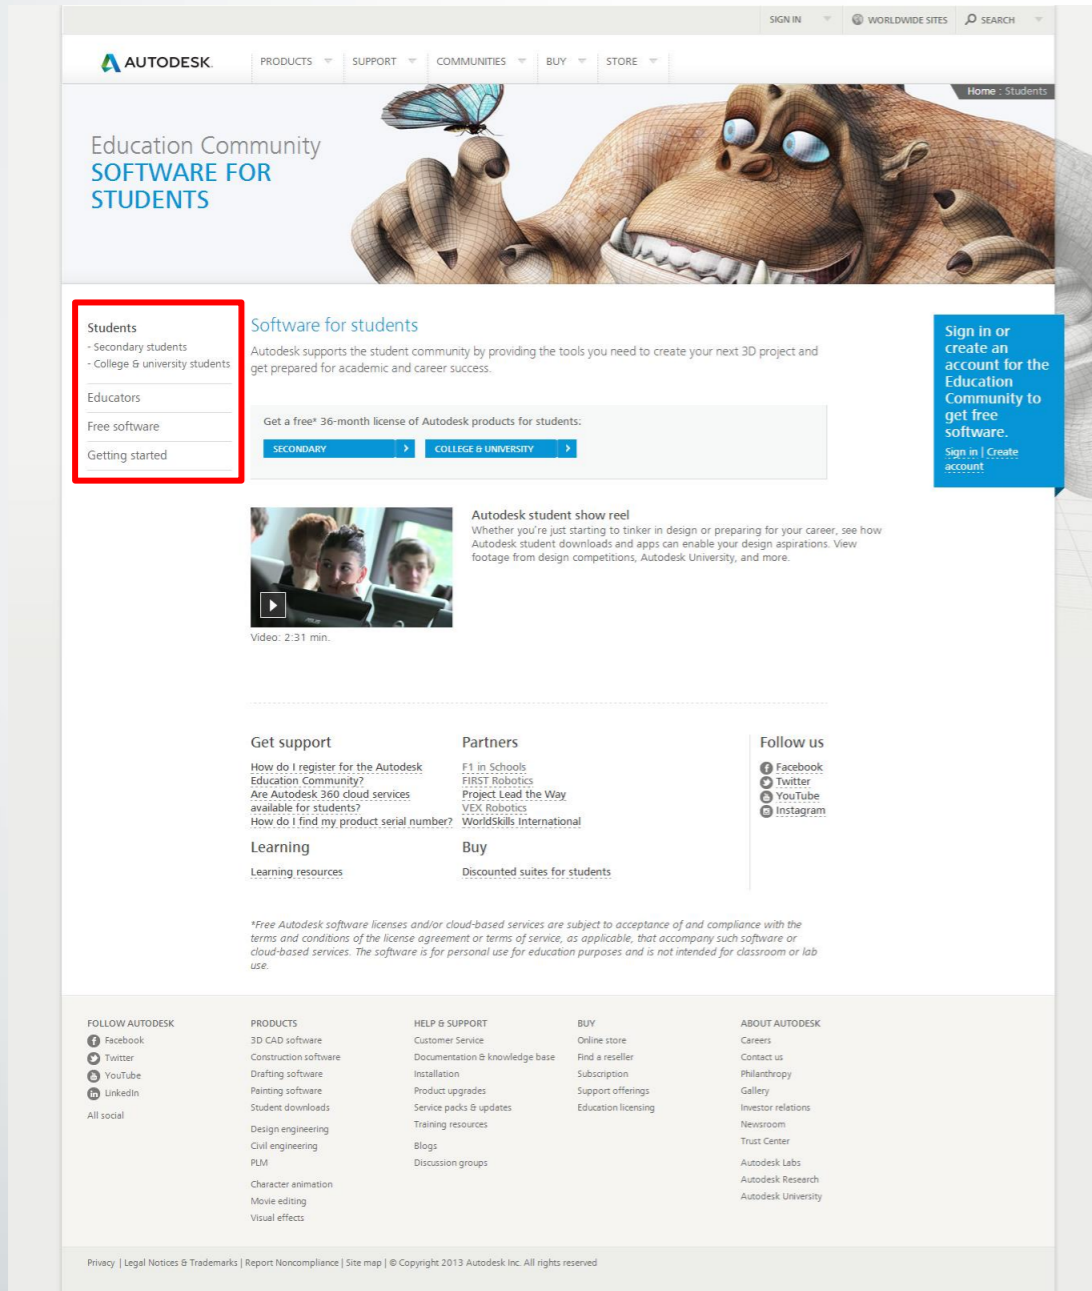 SIGN IN
WORLDWIDE SITES
SEARCH
AUTODESK.
PRODUCTS
SUPPORT
COMMUNITIES
BUY
STORE
Home : Students
Education Community
SOFTWARE FOR
STUDENTS
Students
- Secondary students
- College & university students
Educators
Free software
Getting started
Software for students
Autodesk supports the student community by providing the tools you need to create your next 3D project and
get prepared for academic and career success.
Get a free* 36-month license of Autodesk products for students:
SECONDARY
COLLEGE & UNIVERSITY
Sign in or
create an
account for the
Education
Community to
get free
software.
Sign in | Create
account
Autodesk student show reel
Whether you're just starting to tinker in design or preparing for your career, see how
Autodesk student downloads and apps can enable your design aspirations. View
footage from design competitions, Autodesk University, and more.
Video: 2:31 min.
Get support
How do I register for the Autodesk
Education Community?
Are Autodesk 360 cloud services
available for students?
How do I find my product serial number?
Partners
F1 in Schools
FIRST Robotics
Project Lead the Way
VEX Robotics
WorldSkills International
Follow us
Facebook
Twitter
YouTube
Instagram
Learning
Learning resources
Buy
Discounted suites for students
*Free Autodesk software licenses and/or cloud-based services are subject to acceptance of and compliance with the
terms and conditions of the license agreement or terms of service, as applicable, that accompany such software or
cloud-based services. The software is for personal use for education purposes and is not intended for classroom or lab
use.
FOLLOW AUTODESK
Facebook
Twitter
YouTube
LinkedIn
All social
PRODUCTS
3D CAD software
Construction software
Drafting software
Painting software
Student downloads
Design engineering
Civil engineering
PLM
Character animation
Movie editing
Visual effects
HELP & SUPPORT
Customer Service
Documentation & knowledge base
Installation
Product upgrades
Service packs & updates
Training resources
Blogs
Discussion groups
BUY
Online store
Find a reseller
Subscription
Support offerings
Education licensing
ABOUT AUTODESK
Careers
Contact us
Philanthropy
Gallery
Investor relations
Newsroom
Trust Center
Autodesk Labs
Autodesk Research
Autodesk University
Privacy | Legal Notices & Trademarks | Report Noncompliance | Site map | © Copyright 2013 Autodesk Inc. All rights reserved